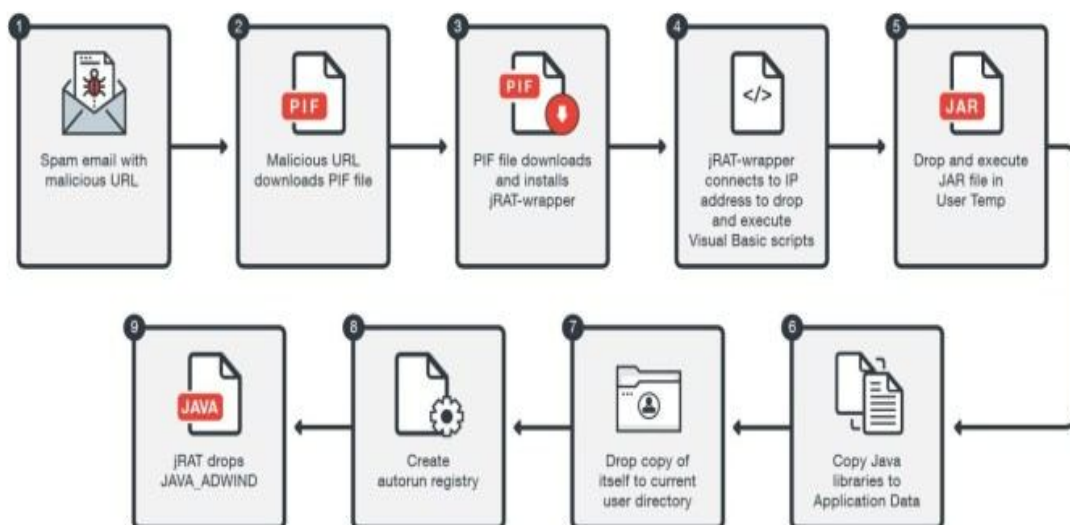 1
PIF
Spam email with
malicious URL
2
PIF
Malicious URL
downloads PIF file
3
PIF
PIF file downloads
and installs
jRAT-wrapper
4
</>
jRAT-wrapper
connects to IP
address to drop
and execute
Visual Basic scripts
5
JAR
Drop and execute
JAR file in
User Temp
9
JAVA
jRAT drops
JAVA_ADWIND
8
Create
autorun registry
7
Drop copy of
itself to current
user directory
6
Copy Java
libraries to
Application Data